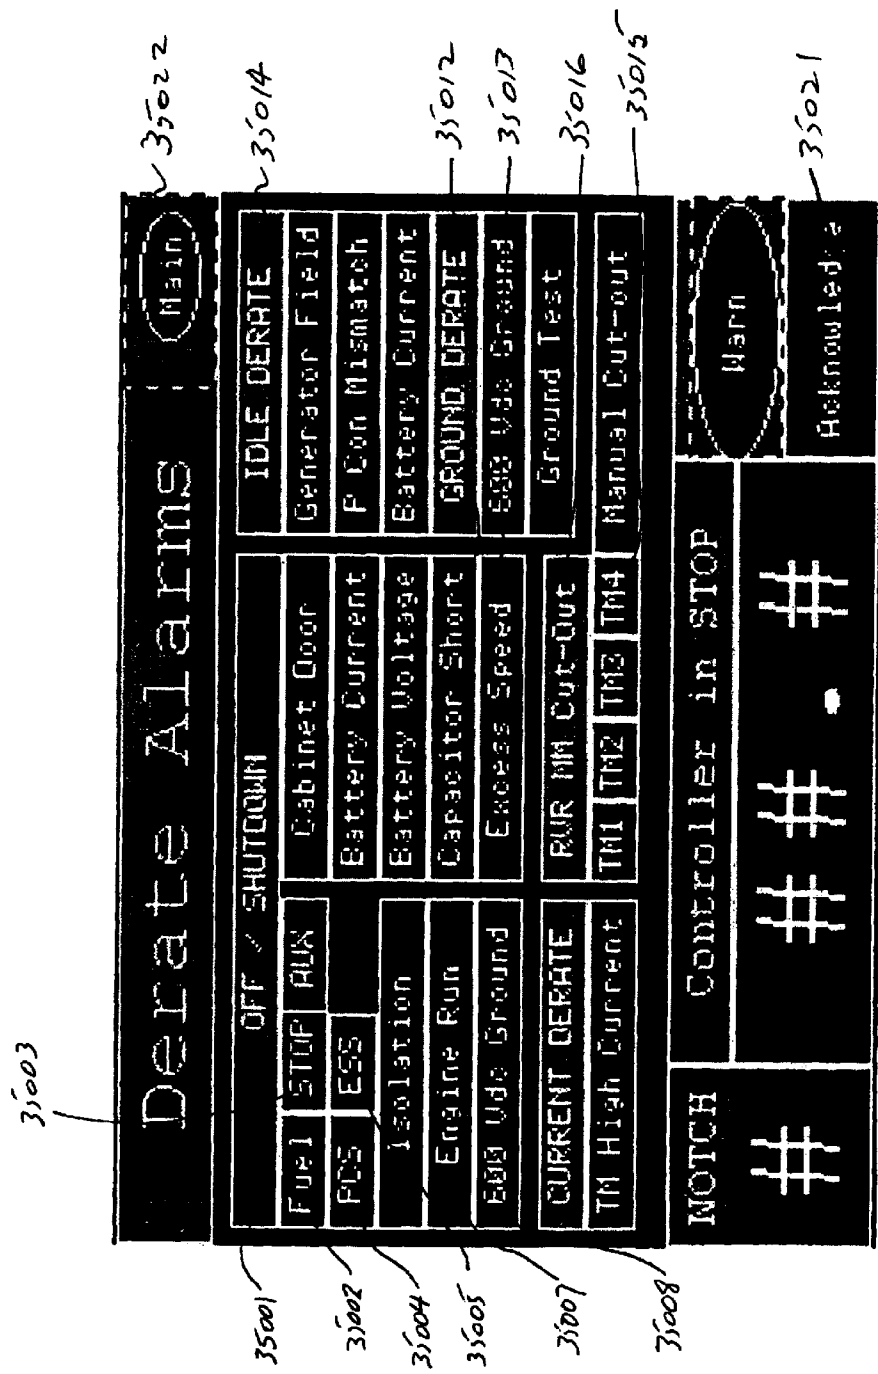 Derate Alarms
Main
OFF / SHUTDOWN
Fuel STOP AUX
PCS ESS
Isolation
Engine Run
600 Vdc Ground
Cabinet Door
Battery Current
Battery Voltage
Capacitor Short
Excess Speed
IDLE DERATE
Generator Field
P Con Mismatch
Battery Current
GROUND DERATE
600 Vdc Ground
Ground Test
CURRENT DERATE
TM High Current
RWR MM Cut-Out
TM1 TM2 TM3 TM4 Manual Cut-out
NOTCH
#
Controller in STOP
##.#
Warn
Acknowledge
35001
35002
35003
35004
35005
35007
35008
35022
35014
35012
35013
35016
35015
35021